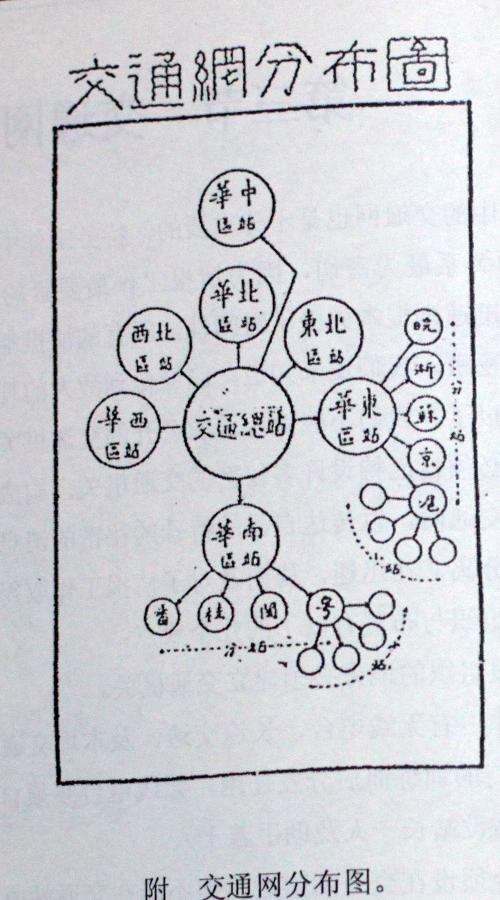 交通網分布圖
華中
區站
華北
區站
西北
區站
東北
區站
皖
浙
華西
區站
交通總站
華東
區站
蘇
京
分站
滬
站
華南
區站
桂
閩
粵
分站
站
附 交通网分布图。